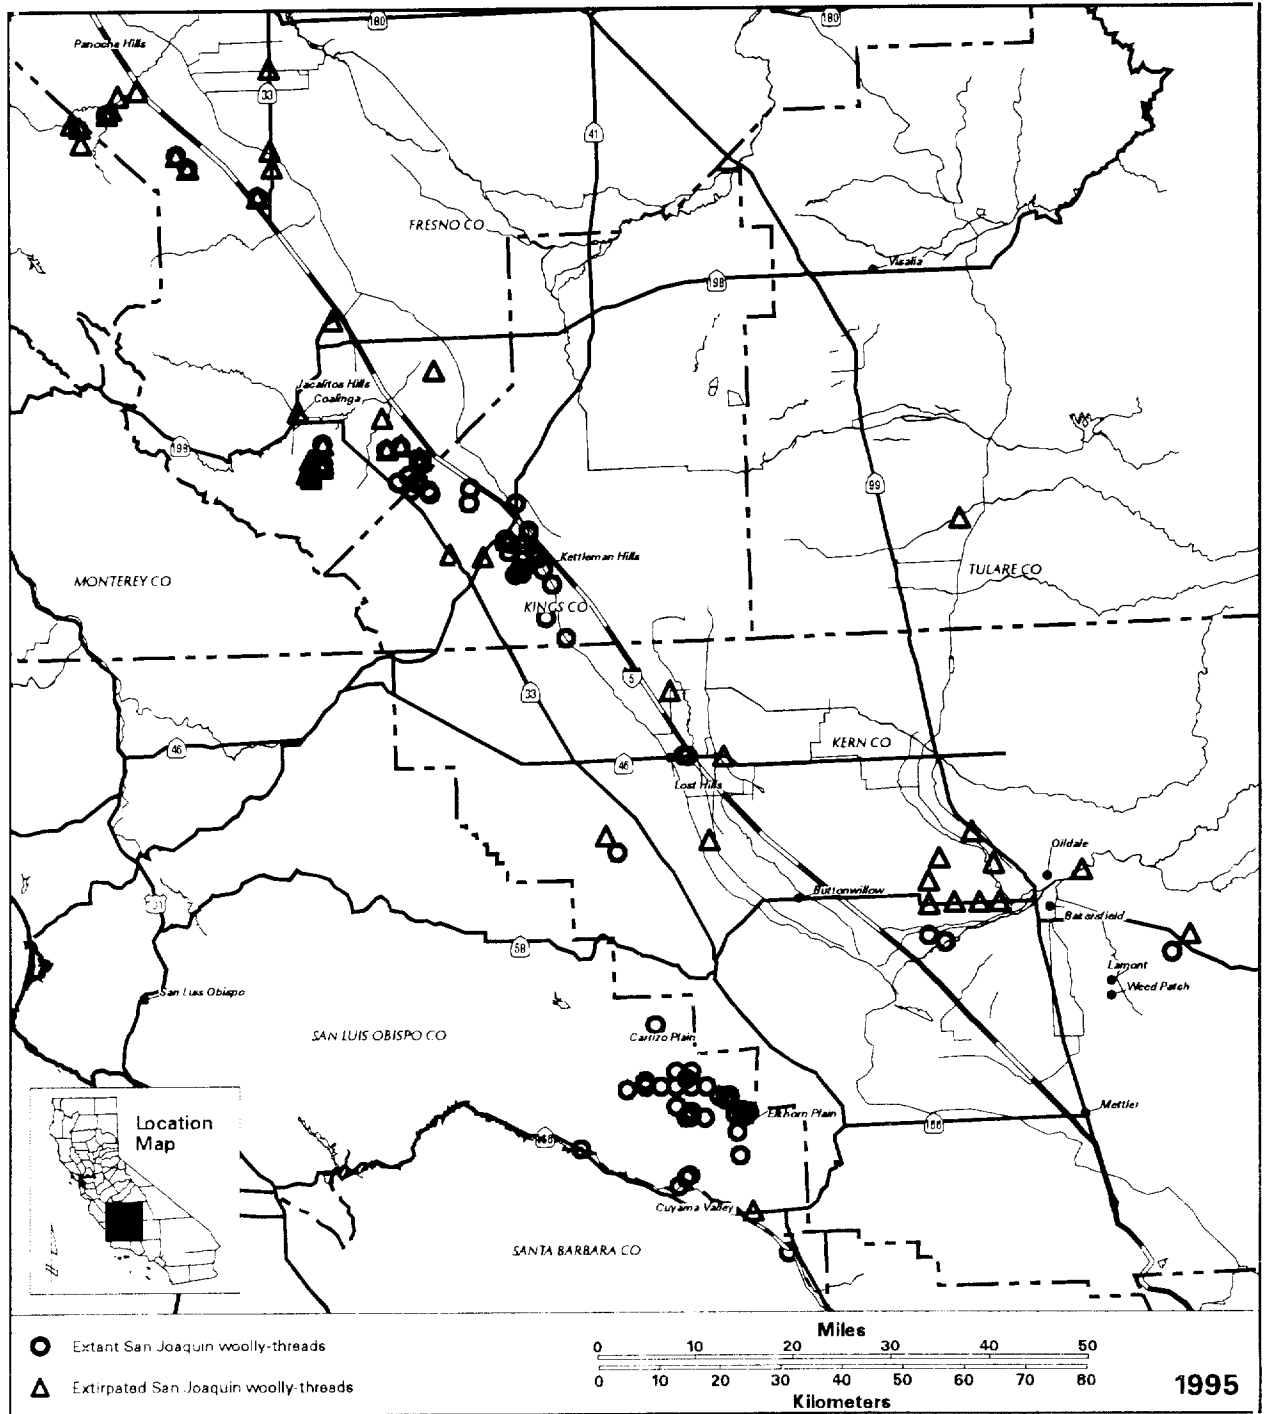 180
180
Panoche Hills
33
41
FRESNO CO
Visalia
198
Jacalitos Hills
Coalinga
198
99
Kettleman Hills
MONTEREY CO
TULARE CO
KINGS CO
5
33
KERN CO
46
46
Lost Hills
Oildale
Buttonwillow
101
Bakersfield
58
Lamont
Weed Patch
San Luis Obispo
SAN LUIS OBISPO CO
Carrizo Plain
Location
Map
Elkhorn Plain
Mettler
166
166
Cuyama Valley
SANTA BARBARA CO
Extant San Joaquin woolly-threads
Extirpated San Joaquin woolly-threads
Miles
0 10 20 30 40 50
0 10 20 30 40 50 60 70 80
Kilometers
1995